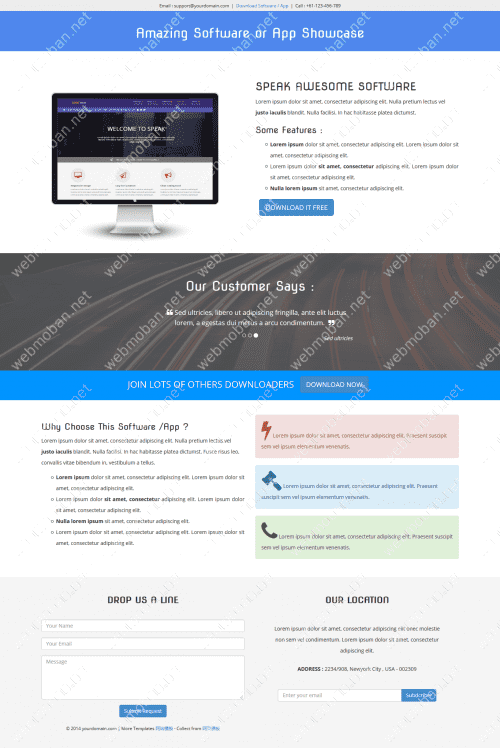 Email : support@yourdomain.com | Download Software / App | Call : +61-123-456-789
Amazing Software or App Showcase
SPEAK AWESOME SOFTWARE
Lorem ipsum dolor sit amet, consectetur adipiscing elit. Nulla pretium lectus vel
justo iaculis blandit. Nulla facilisi. In hac habitasse platea dictumst.
Some Features :
Lorem ipsum dolor sit amet, consectetur adipiscing elit. Lorem ipsum dolor sit
amet, consectetur adipiscing elit.
Lorem ipsum dolor sit amet, consectetur adipiscing elit. Lorem ipsum dolor
sit amet, consectetur adipiscing elit.
Nulla lorem ipsum sit amet, consectetur adipiscing elit.
DOWNLOAD IT FREE
WELCOME TO SPEAK!
Our Customer Says :
Sed ultricies, libero ut adipiscing fringilla, ante elit luctus
lorem, a egestas dui metus a arcu condimentum.
Sed ultricies
JOIN LOTS OF OTHERS DOWNLOADERS DOWNLOAD NOW
Why Choose This Software /App ?
Lorem ipsum dolor sit amet, consectetur adipiscing elit. Nulla pretium lectus vel
justo iaculis blandit. Nulla facilisi. In hac habitasse platea dictumst. Fusce risus leo,
convallis vitae bibendum in, vestibulum a tellus.
Lorem ipsum dolor sit amet, consectetur adipiscing elit. Lorem ipsum dolor sit
amet, consectetur adipiscing elit.
Lorem ipsum dolor sit amet, consectetur adipiscing elit. Lorem ipsum dolor
sit amet, consectetur adipiscing elit.
Nulla lorem ipsum sit amet, consectetur adipiscing elit.
Lorem ipsum dolor sit amet, consectetur adipiscing elit. Lorem ipsum dolor sit
amet, consectetur adipiscing elit.
Lorem ipsum dolor sit amet, consectetur adipiscing elit. Praesent suscipit
sem vel ipsum elementum venenatis.
Lorem ipsum dolor sit amet, consectetur adipiscing elit. Praesent
suscipit sem vel ipsum elementum venenatis.
Lorem ipsum dolor sit amet, consectetur adipiscing elit. Praesent suscipit
sem vel ipsum elementum venenatis.
DROP US A LINE
Your Name
Your Email
Message
Submit Request
OUR LOCATION
Lorem ipsum dolor sit amet, consectetur adipiscing elit nec molestie
non sem vel condimentum. Lorem ipsum dolor sit amet, consectetur
adipiscing elit.
ADDRESS : 2234/908, Newyork City , USA - 002309
Enter your email
Subscribe
© 2014 yourdomain.com | More Templates - Collect from
webmoban.net